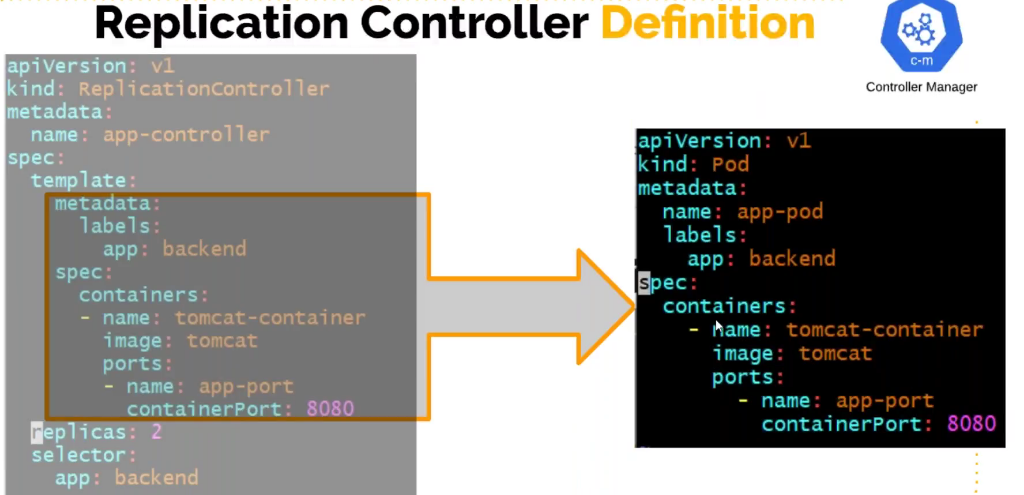 Replication Controller Definition
c-m
Controller Manager
apiVersion: v1
kind: ReplicationController
metadata:
  name: app-controller
spec:
  template:
    metadata:
      labels:
        app: backend
    spec:
      containers:
      - name: tomcat-container
        image: tomcat
        ports:
        - name: app-port
          containerPort: 8080
  replicas: 2
  selector:
    app: backend
apiVersion: v1
kind: Pod
metadata:
  name: app-pod
  labels:
    app: backend
spec:
  containers:
    - name: tomcat-container
      image: tomcat
      ports:
        - name: app-port
          containerPort: 8080